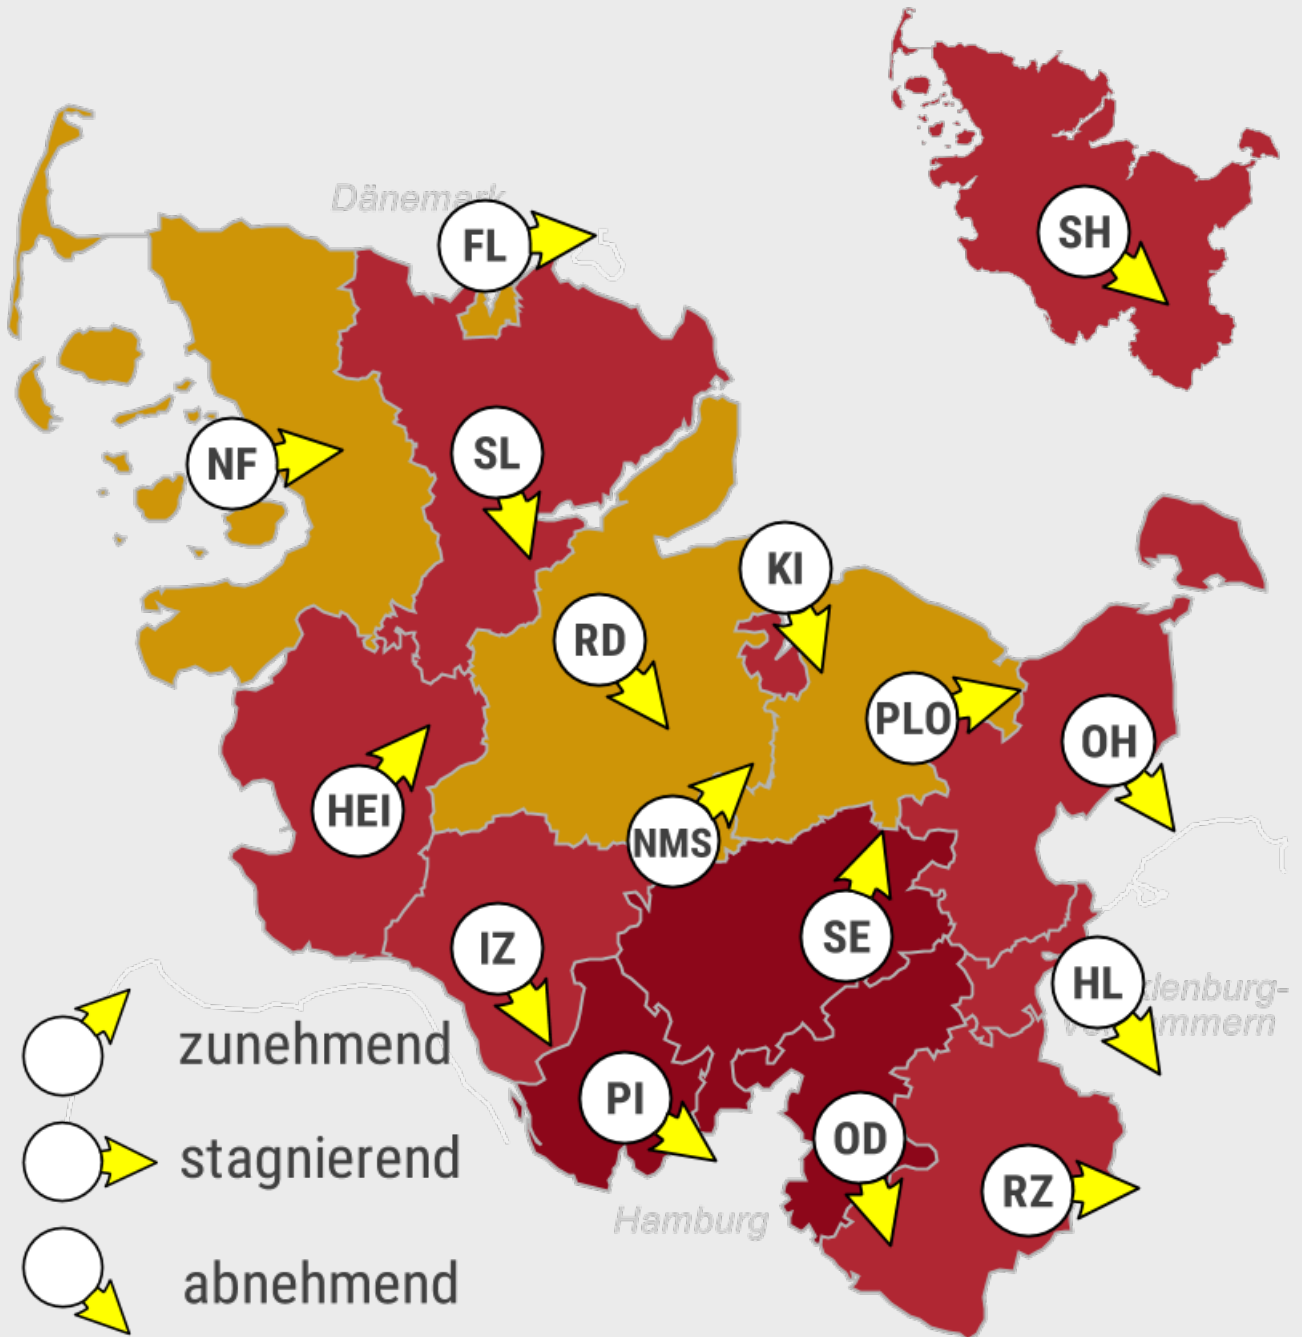 Dänemark
FL
SH
NF
SL
KI
RD
PLO
OH
HEI
NMS
SE
IZ
HL
PI
OD
RZ
Hamburg
zunehmend
stagnierend
abnehmend